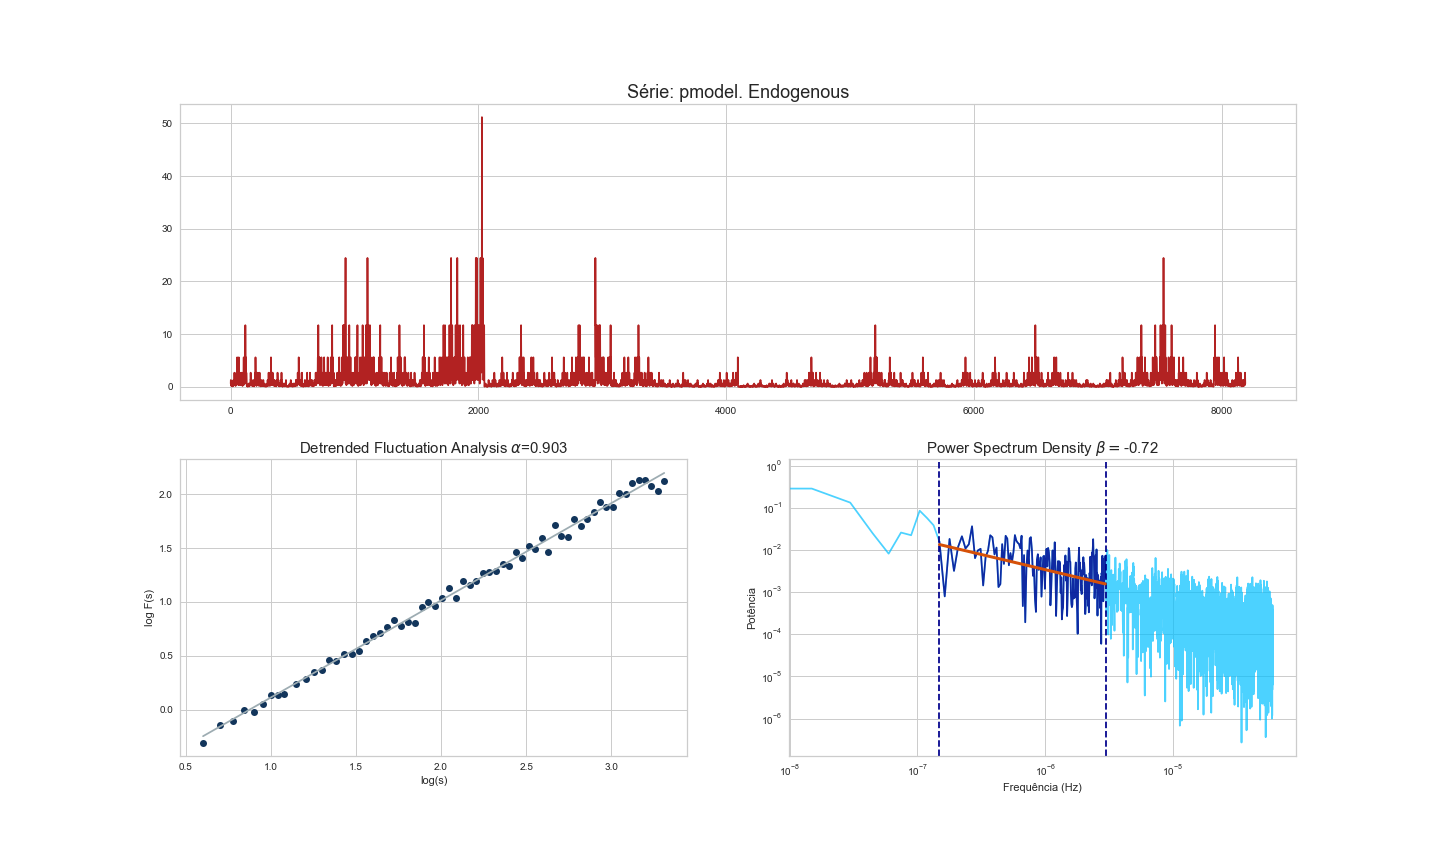 Série: pmodel. Endogenous
50
40
30
20
10
0
0 2000 4000 6000 8000
Detrended Fluctuation Analysis α=0.903
log F(s)
2.0
1.5
1.0
0.5
0.0
0.5 1.0 1.5 2.0 2.5 3.0
log(s)
Power Spectrum Density β = -0.72
Potência
10⁰
10⁻¹
10⁻²
10⁻³
10⁻⁴
10⁻⁵
10⁻⁶
10⁻⁸ 10⁻⁷ 10⁻⁶ 10⁻⁵
Frequência (Hz)